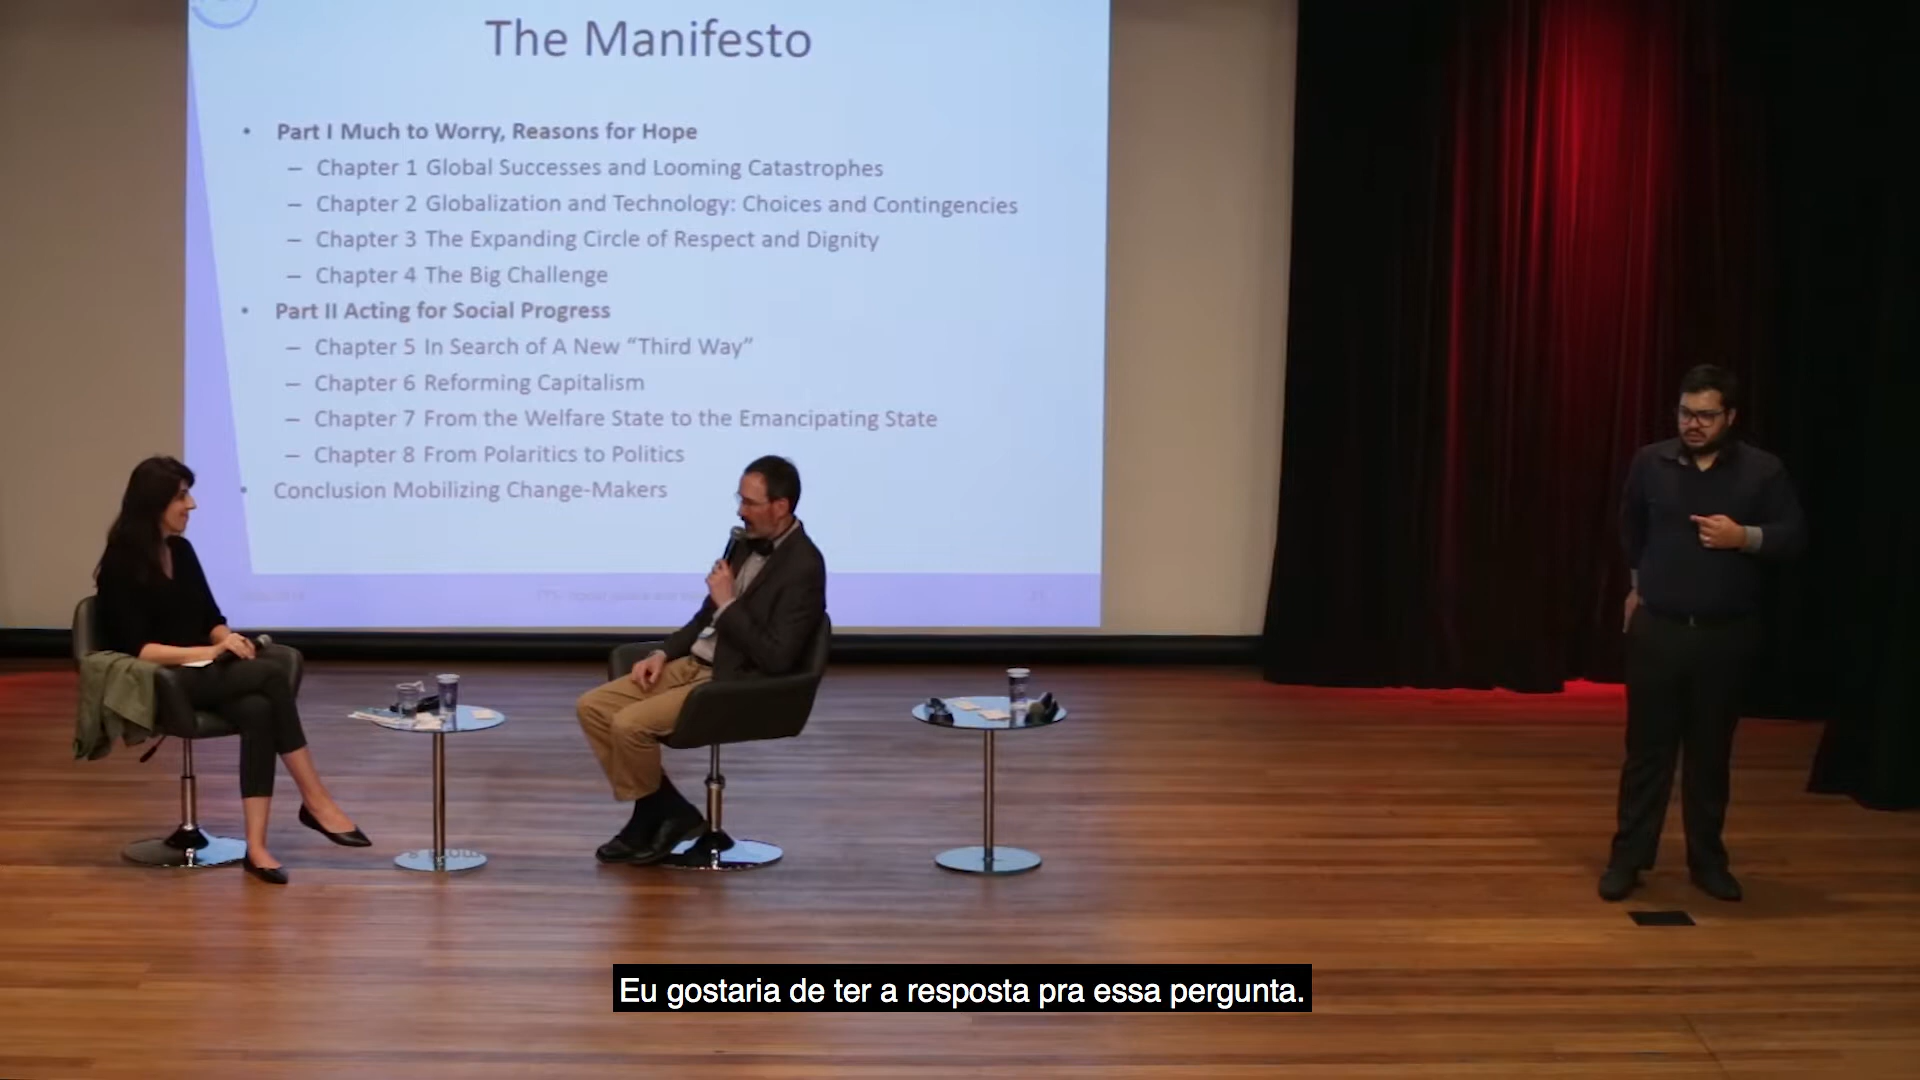 The Manifesto
• Part I Much to Worry, Reasons for Hope
– Chapter 1 Global Successes and Looming Catastrophes
– Chapter 2 Globalization and Technology: Choices and Contingencies
– Chapter 3 The Expanding Circle of Respect and Dignity
– Chapter 4 The Big Challenge
• Part II Acting for Social Progress
– Chapter 5 In Search of A New “Third Way”
– Chapter 6 Reforming Capitalism
– Chapter 7 From the Welfare State to the Emancipating State
– Chapter 8 From Polaritics to Politics
• Conclusion Mobilizing Change-Makers
Eu gostaria de ter a resposta pra essa pergunta.